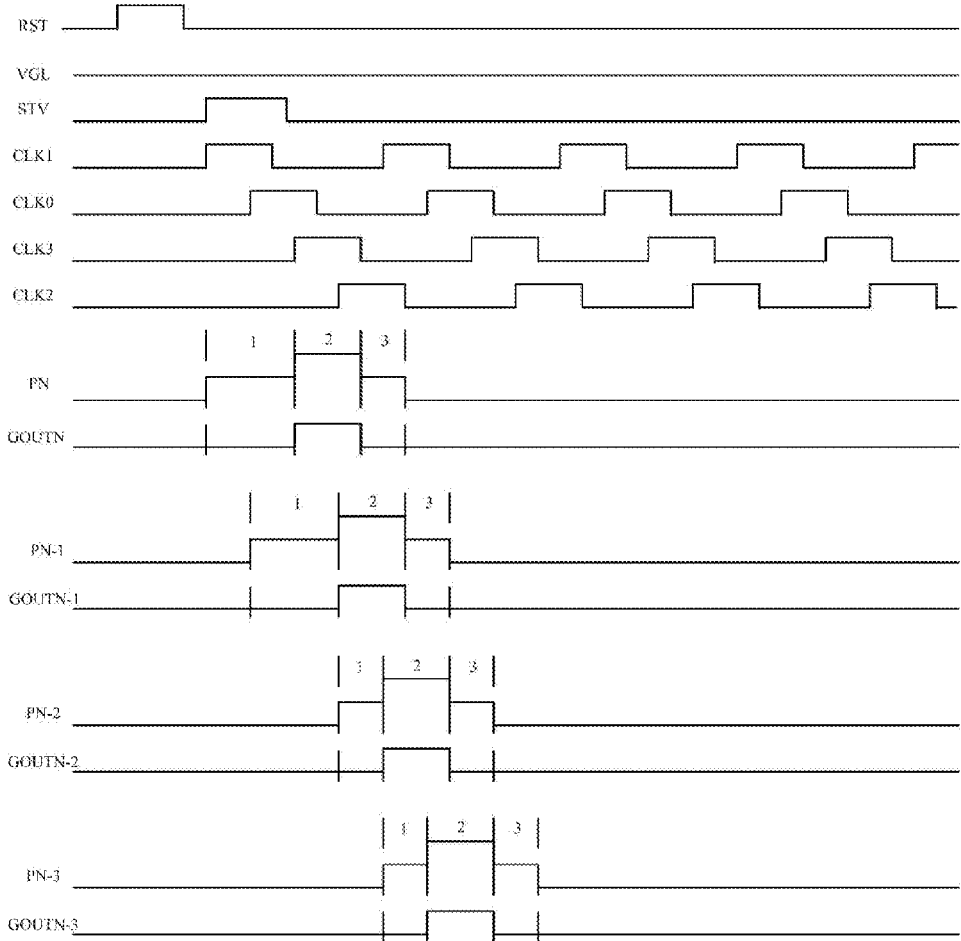 RST
VGL
STV
CLK1
CLK0
CLK3
CLK2
1 2 3
PN
GOUTN
1 2 3
PN-1
GOUTN-1
1 2 3
PN-2
GOUTN-2
1 2 3
PN-3
GOUTN-3